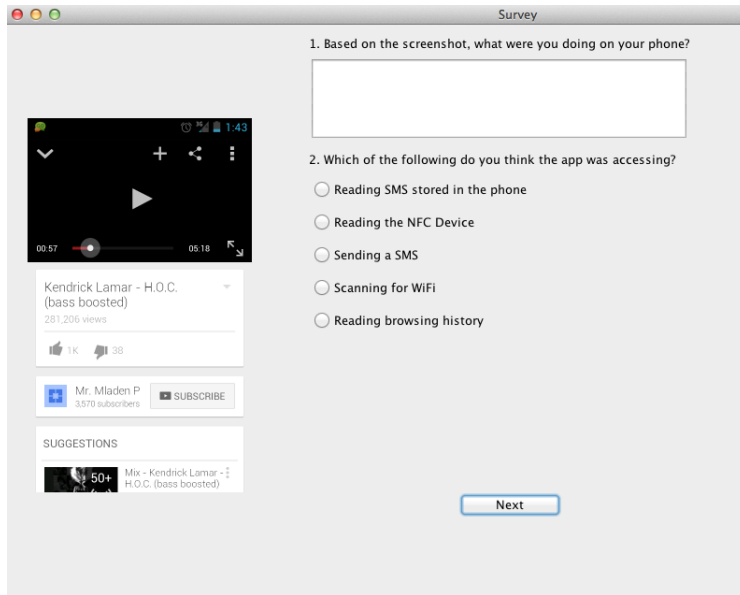 Survey
1. Based on the screenshot, what were you doing on your phone?
2. Which of the following do you think the app was accessing?
Reading SMS stored in the phone
Reading the NFC Device
Sending a SMS
Scanning for WiFi
Reading browsing history
Next
3G 1:43
00:57 05:18
Kendrick Lamar - H.O.C.
(bass boosted)
281,206 views
1K 38
Mr. Mladen P
3,570 subscribers
SUBSCRIBE
SUGGESTIONS
50+
Mix - Kendrick Lamar -
H.O.C. (bass boosted)